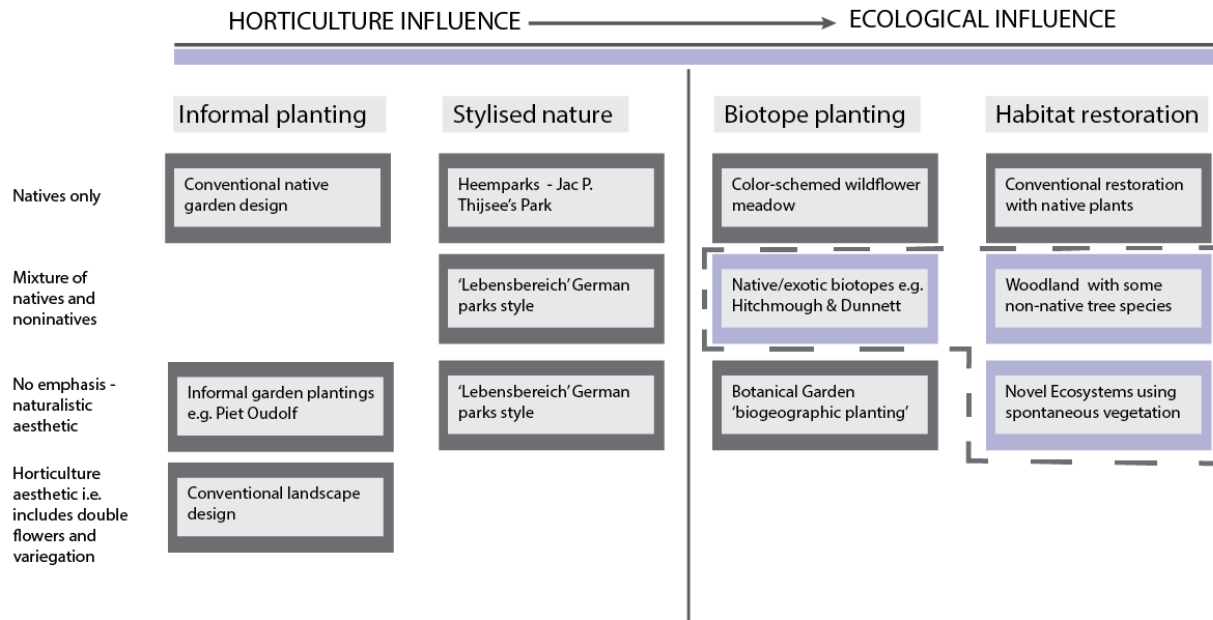 HORTICULTURE INFLUENCE
ECOLOGICAL INFLUENCE
Informal planting
Stylised nature
Biotope planting
Habitat restoration
Natives only
Conventional native
garden design
Heemparks - Jac P.
Thijsee's Park
Color-schemed wildflower
meadow
Conventional restoration
with native plants
Mixture of
natives and
noninatives
'Lebensbereich' German
parks style
Native/exotic biotopes e.g.
Hitchmough & Dunnett
Woodland with some
non-native tree species
No emphasis -
naturalistic
aesthetic
Informal garden plantings
e.g. Piet Oudolf
'Lebensbereich' German
parks style
Botanical Garden
'biogeographic planting'
Novel Ecosystems using
spontaneous vegetation
Horticulture
aesthetic i.e.
includes double
flowers and
variegation
Conventional landscape
design